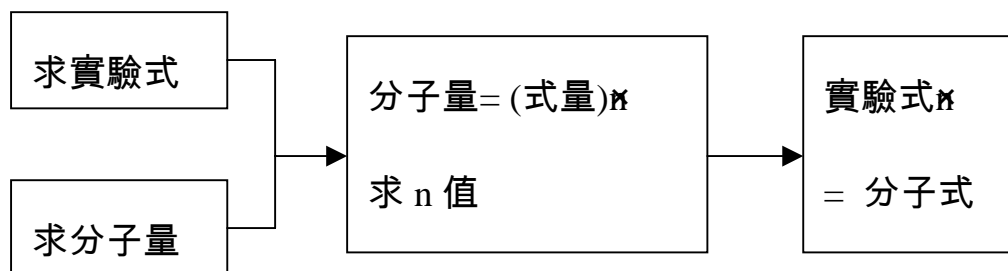 求實驗式
求分子量
分子量= (式量)×n
求 n 值
實驗式×n
= 分子式